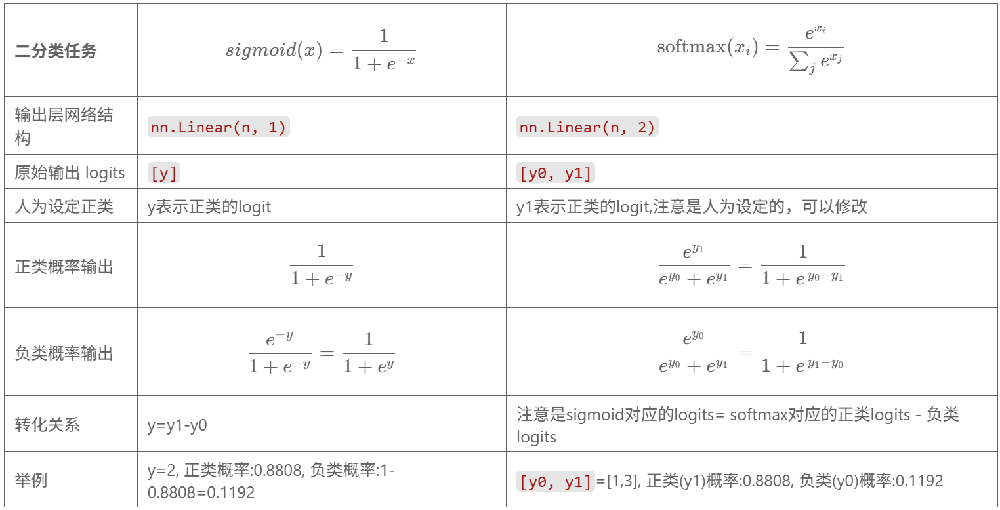 二分类任务
sigmoid(x) = \frac{1}{1 + e^{-x}}
softmax(x_i) = \frac{e^{x_i}}{\sum_j e^{x_j}}
输出层网络结
构
nn.Linear(n, 1)
nn.Linear(n, 2)
原始输出 logits
[y]
[y0, y1]
人为设定正类
y表示正类的logit
y1表示正类的logit,注意是人为设定的，可以修改
正类概率输出
\frac{1}{1 + e^{-y}}
\frac{e^{y_1}}{e^{y_0} + e^{y_1}} = \frac{1}{1 + e^{y_0-y_1}}
负类概率输出
\frac{e^{-y}}{1 + e^{-y}} = \frac{1}{1 + e^{y}}
\frac{e^{y_0}}{e^{y_0} + e^{y_1}} = \frac{1}{1 + e^{y_1-y_0}}
转化关系
y=y1-y0
注意是sigmoid对应的logits= softmax对应的正类logits - 负类
logits
举例
y=2, 正类概率:0.8808, 负类概率:1-
0.8808=0.1192
[y0, y1]=[1,3], 正类(y1)概率:0.8808, 负类(y0)概率:0.1192